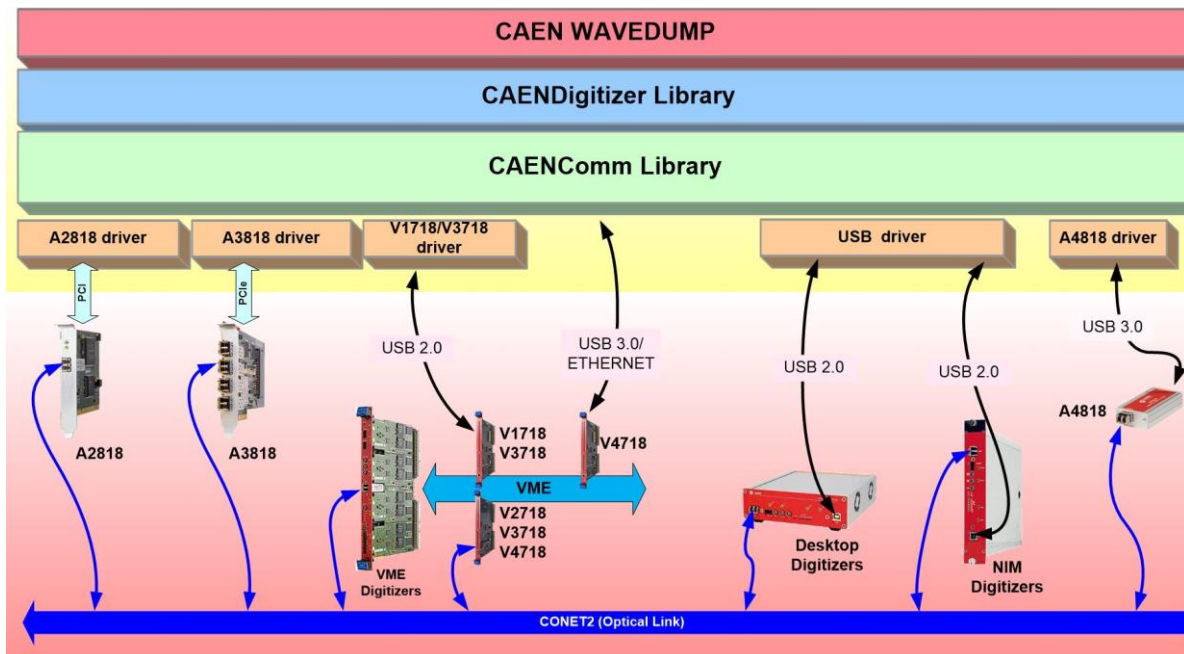 CAEN WAVEDUMP
CAENDigitizer Library
CAENComm Library
A2818 driver
A3818 driver
V1718/V3718
driver
USB driver
A4818 driver
PCI
PCIe
USB 2.0
USB 3.0/
ETHERNET
USB 2.0
USB 2.0
USB 3.0
A2818
A3818
V1718
V3718
V4718
A4818
VME
V2718
V3718
V4718
VME
Digitizers
Desktop
Digitizers
NIM
Digitizers
CONET2 (Optical Link)